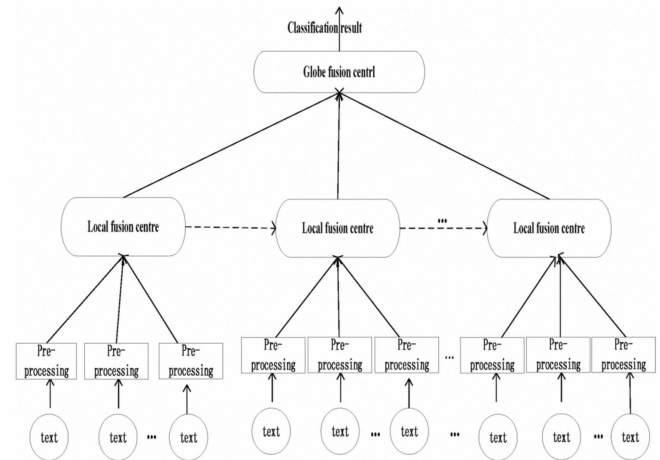 Classification result
Globe fusion centrl
Local fusion centre
Local fusion centre
...
Local fusion centre
Pre-
processing
Pre-
processing
Pre-
processing
Pre-
processing
Pre-
processing
Pre-
processing
...
Pre-
processing
Pre-
processing
Pre-
processing
text
text
...
text
text
text
...
text
...
text
...
text
...
text